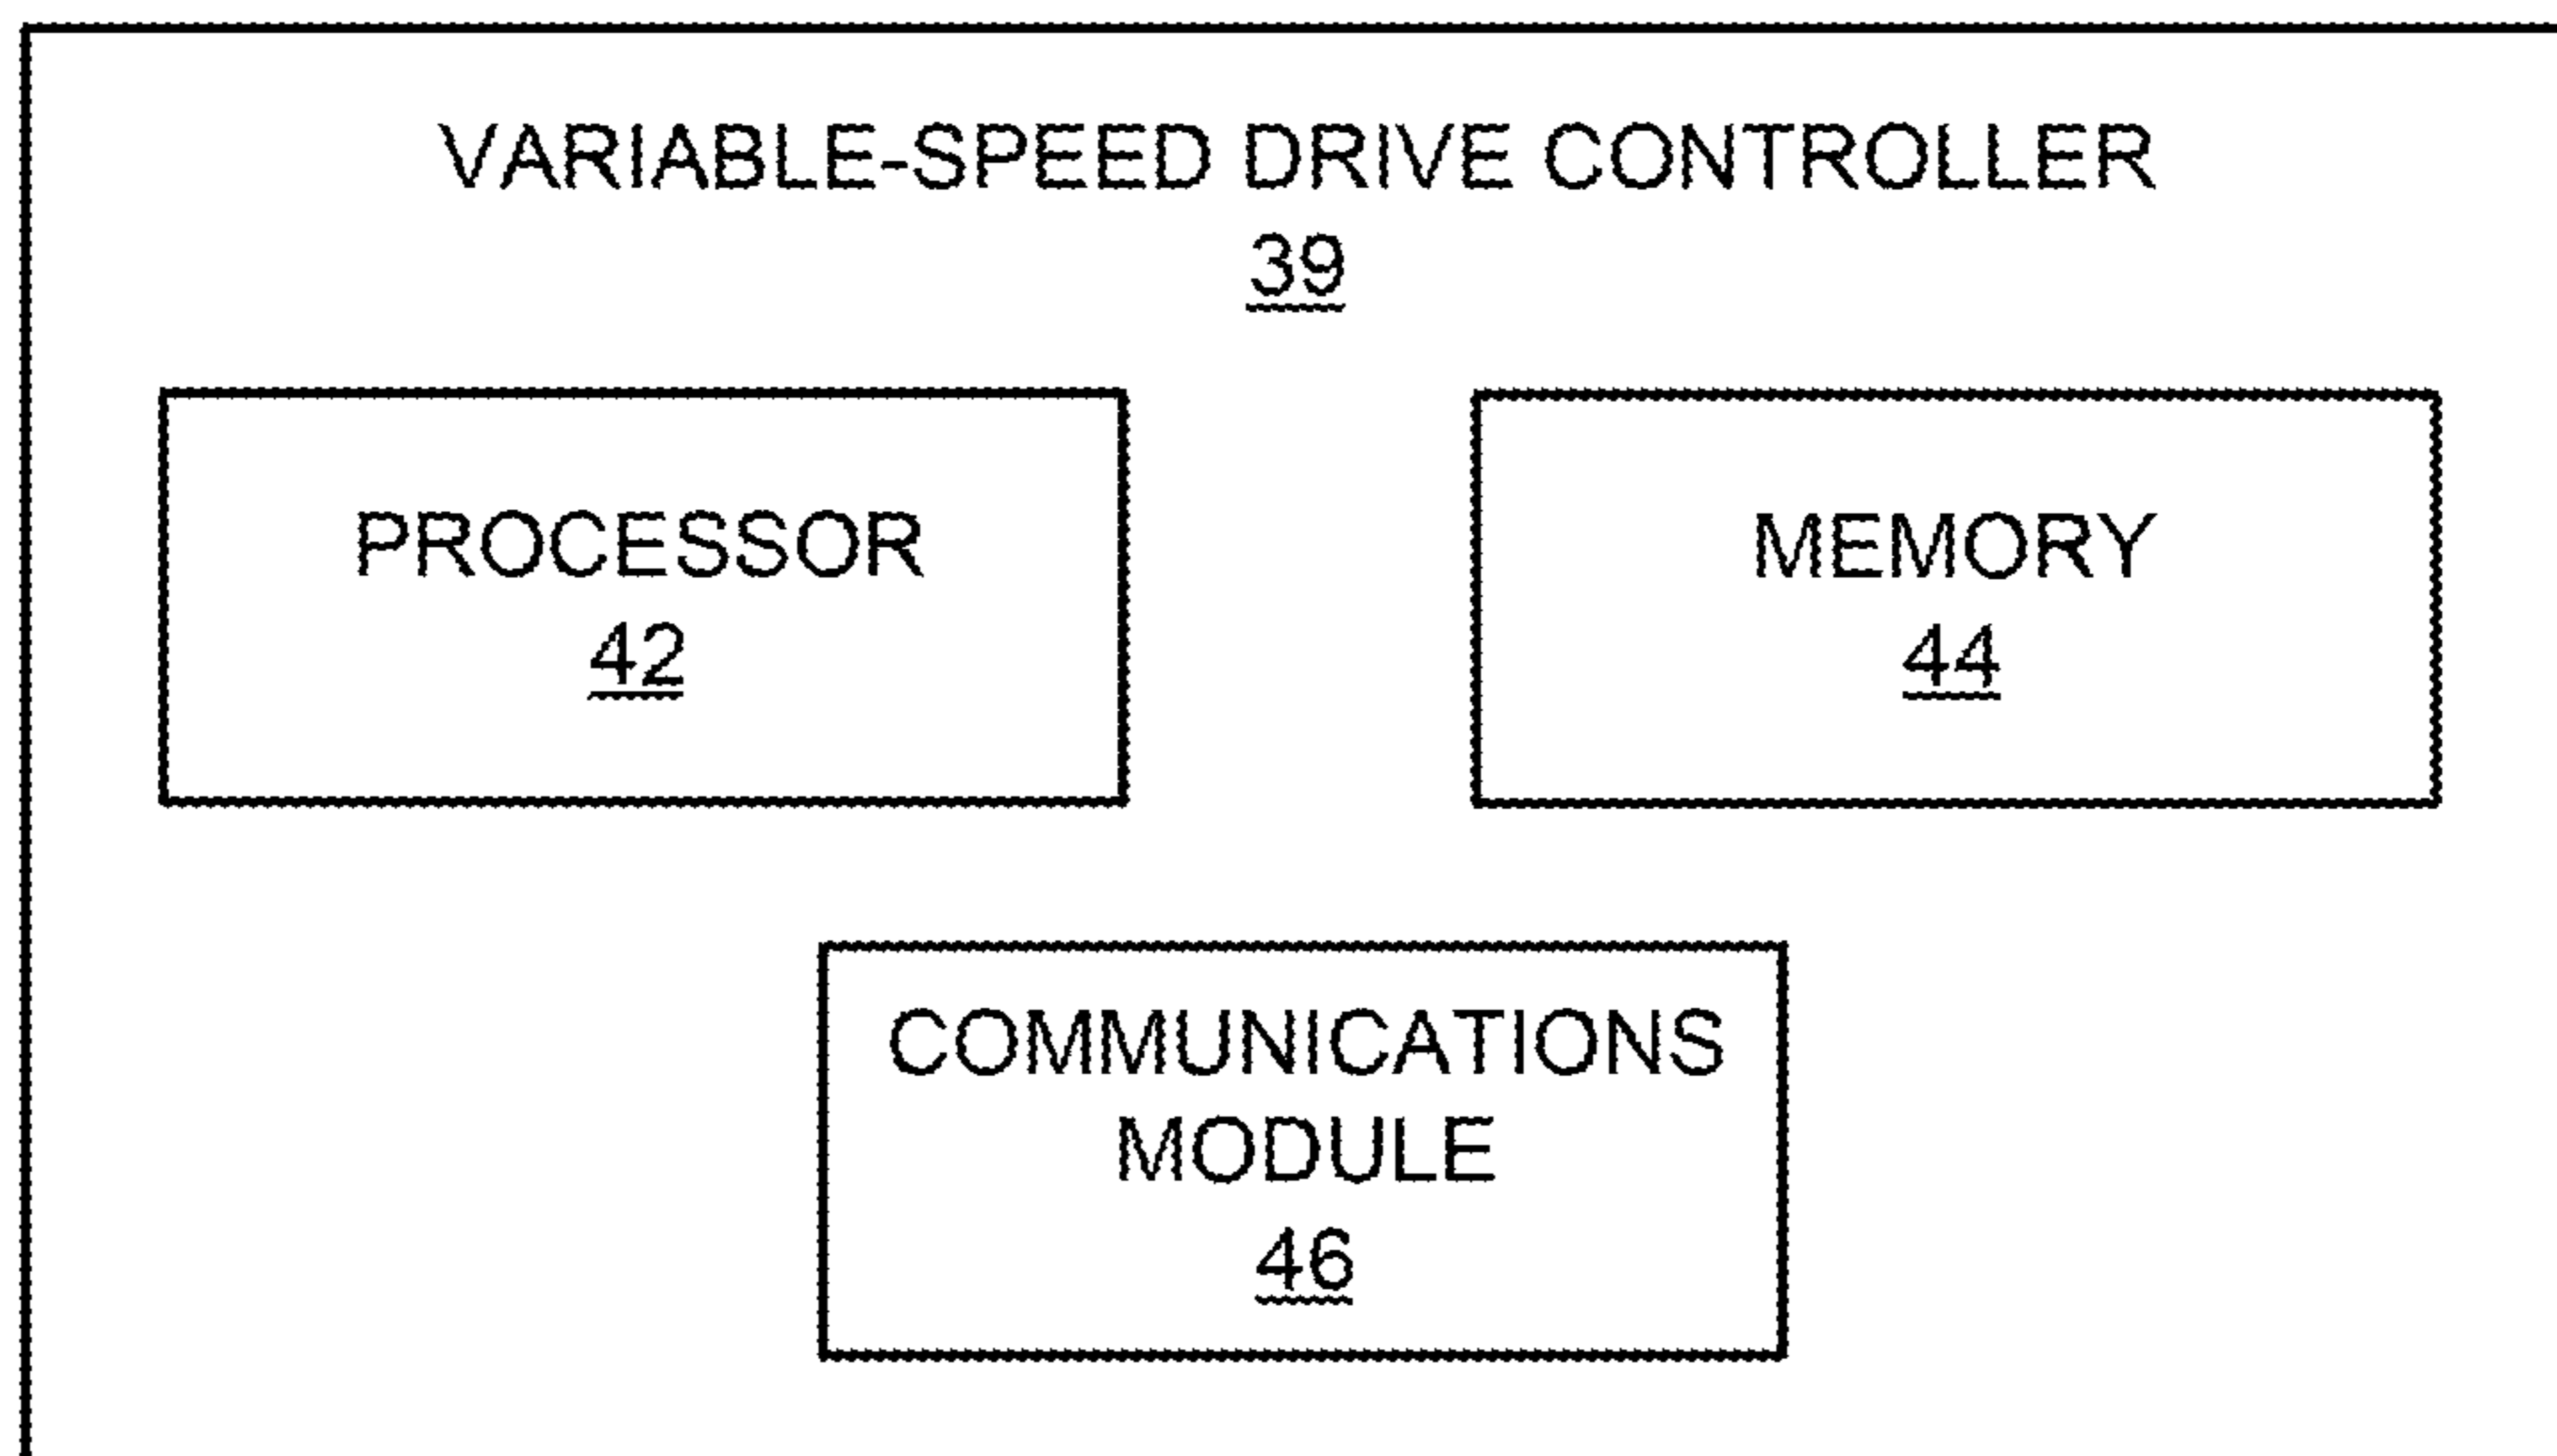 VARIABLE-SPEED DRIVE CONTROLLER
39
PROCESSOR
42
MEMORY
44
COMMUNICATIONS
MODULE
46